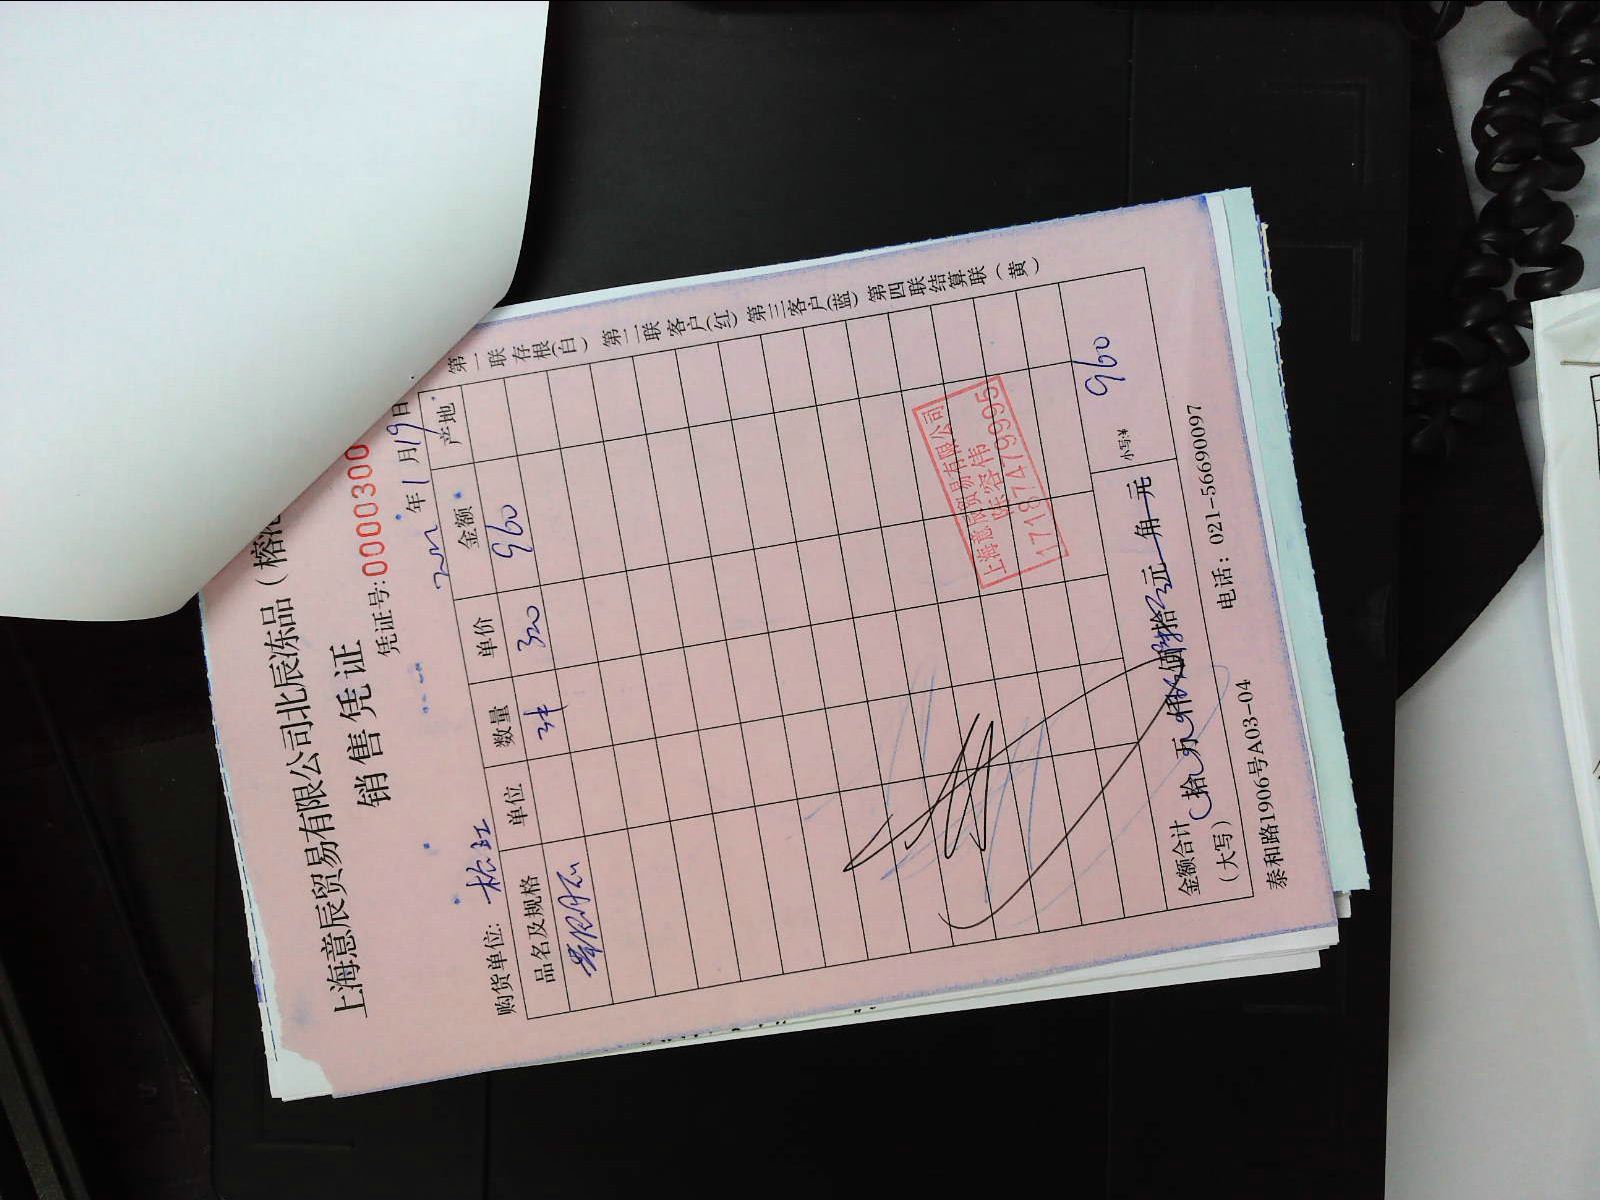 上海意辰贸易有限公司北辰冻品（榕
销售凭证
凭证号:0000300
购货单位: 松江 年1月19日
品名及规格 单位 数量 单价 金额 产地
3件 320 960
上海意辰贸易有限公司
陈容伟
17187479995
金额合计（大写） 拾 万 仟 佰 拾 元 角 元 小写:¥ 960
泰和路1906号A03-04 电话：021-56690097
第一联存根(白) 第二联客户(红) 第三客户(蓝) 第四联结算联（黄）